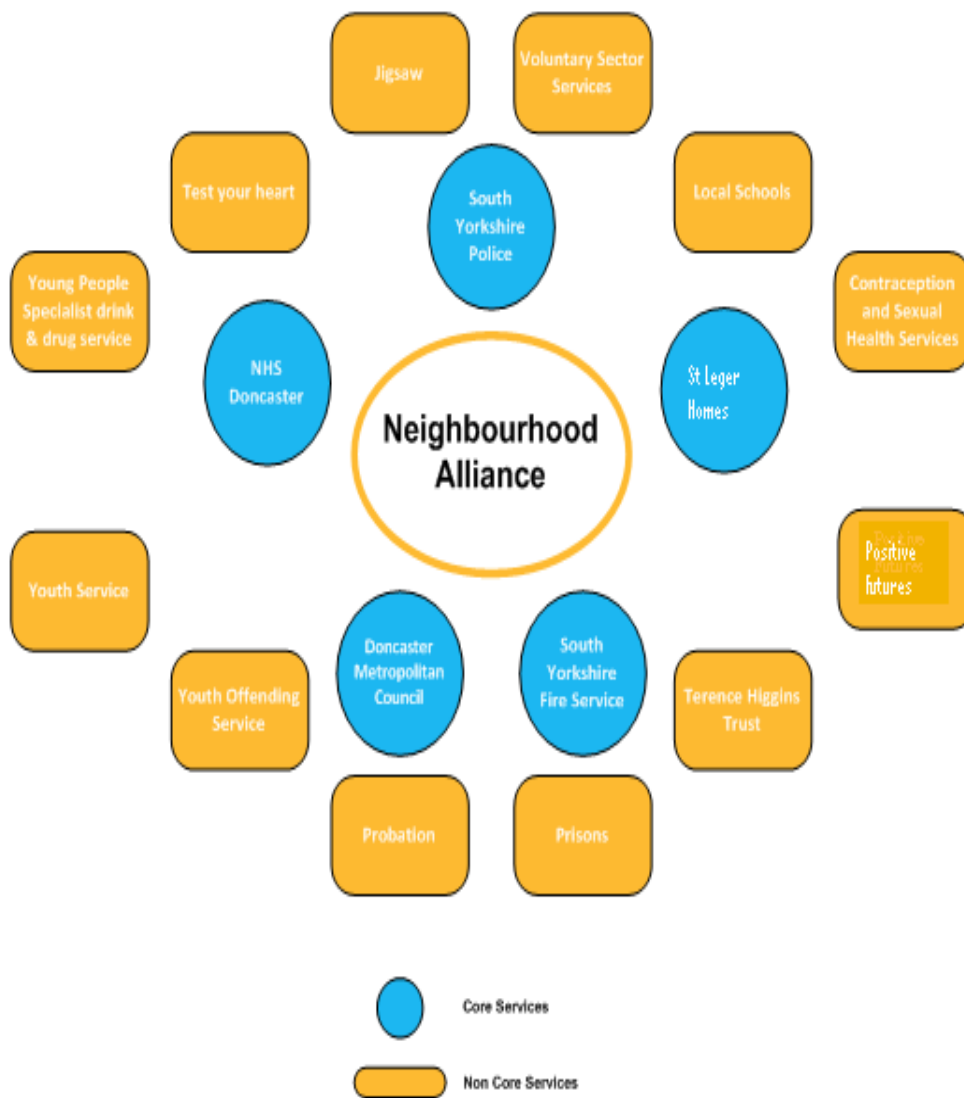 Jigsaw
Voluntary Sector
Services
Test your heart
South
Yorkshire
Police
Local Schools
Young People
Specialist drink
& drug service
Contraception
and Sexual
Health Services
NHS
Doncaster
St Leger
Homes
Neighbourhood
Alliance
Positive
Futures
Youth Service
Doncaster
Metropolitan
Council
South
Yorkshire
Fire Service
Youth Offending
Service
Terence Higgins
Trust
Probation
Prisons
Core Services
Non Core Services